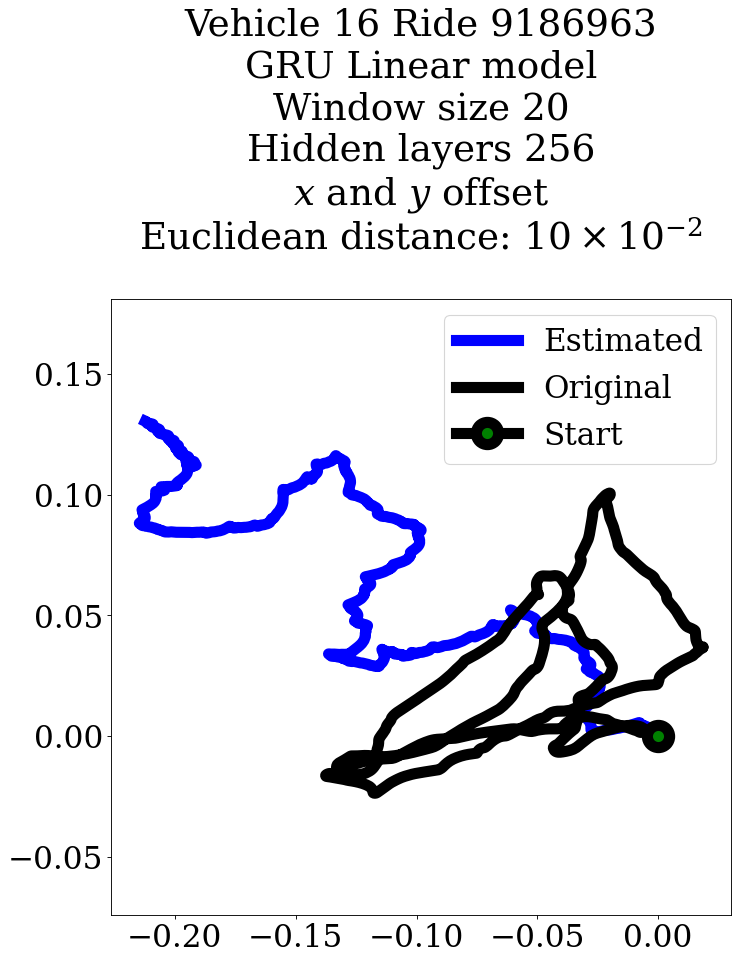 Vehicle 16 Ride 9186963
GRU Linear model
Window size 20
Hidden layers 256
x and y offset
Euclidean distance: 10 × 10⁻²
Estimated
Original
Start
0.15
0.10
0.05
0.00
−0.05
−0.20 −0.15 −0.10 −0.05 0.00